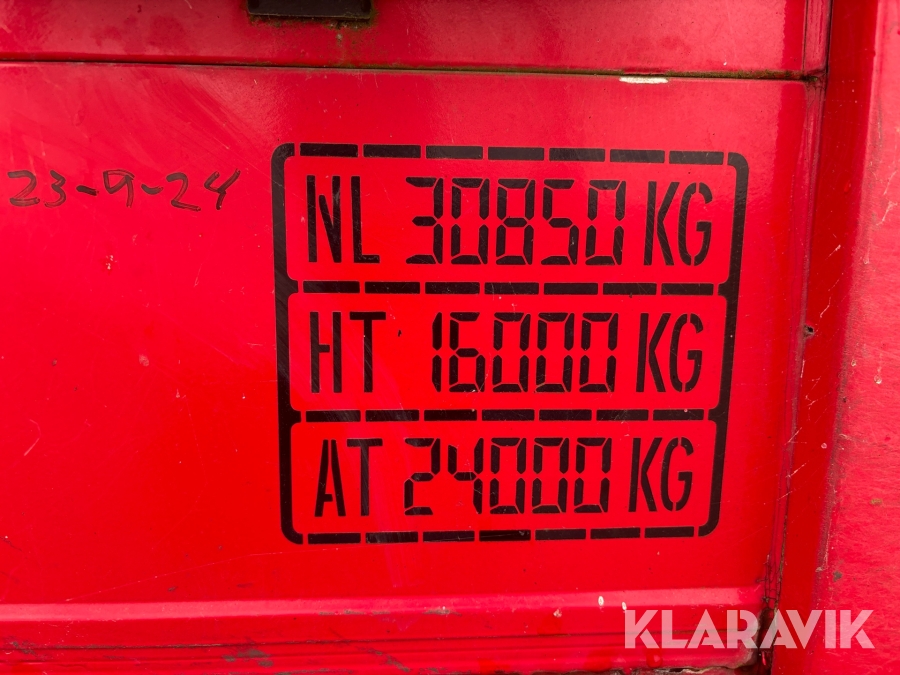 23-9-24
NL 30850 KG
HT 16000 KG
AT 24000 KG
KLARAVIK